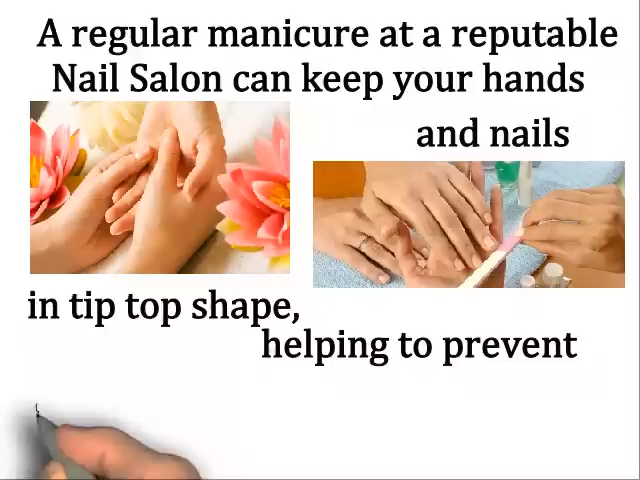 A regular manicure at a reputable
Nail Salon can keep your hands
and nails
in tip top shape,
helping to prevent